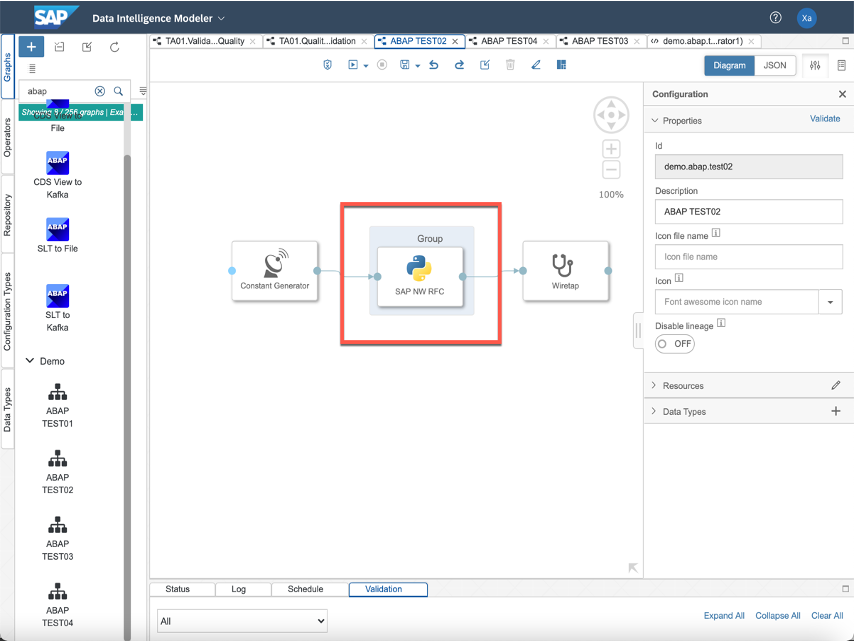 SAP Data Intelligence Modeler
Xa
TA01.Valida...Quality
TA01.Qualit...idation
ABAP TEST02
ABAP TEST04
ABAP TEST03
demo.abap.t...rator1)
Graphs
Operators
Repository
Configuration Types
Data Types
abap
Showing 8 / 256 graphs | Exa...
CDS View to
File
ABAP
CDS View to
Kafka
ABAP
SLT to File
ABAP
SLT to
Kafka
Demo
ABAP
TEST01
ABAP
TEST02
ABAP
TEST03
ABAP
TEST04
Diagram
JSON
100%
Constant Generator
Group
SAP NW RFC
Wiretap
Configuration
Properties
Validate
Id
demo.abap.test02
Description
ABAP TEST02
Icon file name
Icon file name
Icon
Font awesome icon name
Disable lineage
OFF
Resources
Data Types
Status
Log
Schedule
Validation
All
Expand All
Collapse All
Clear All